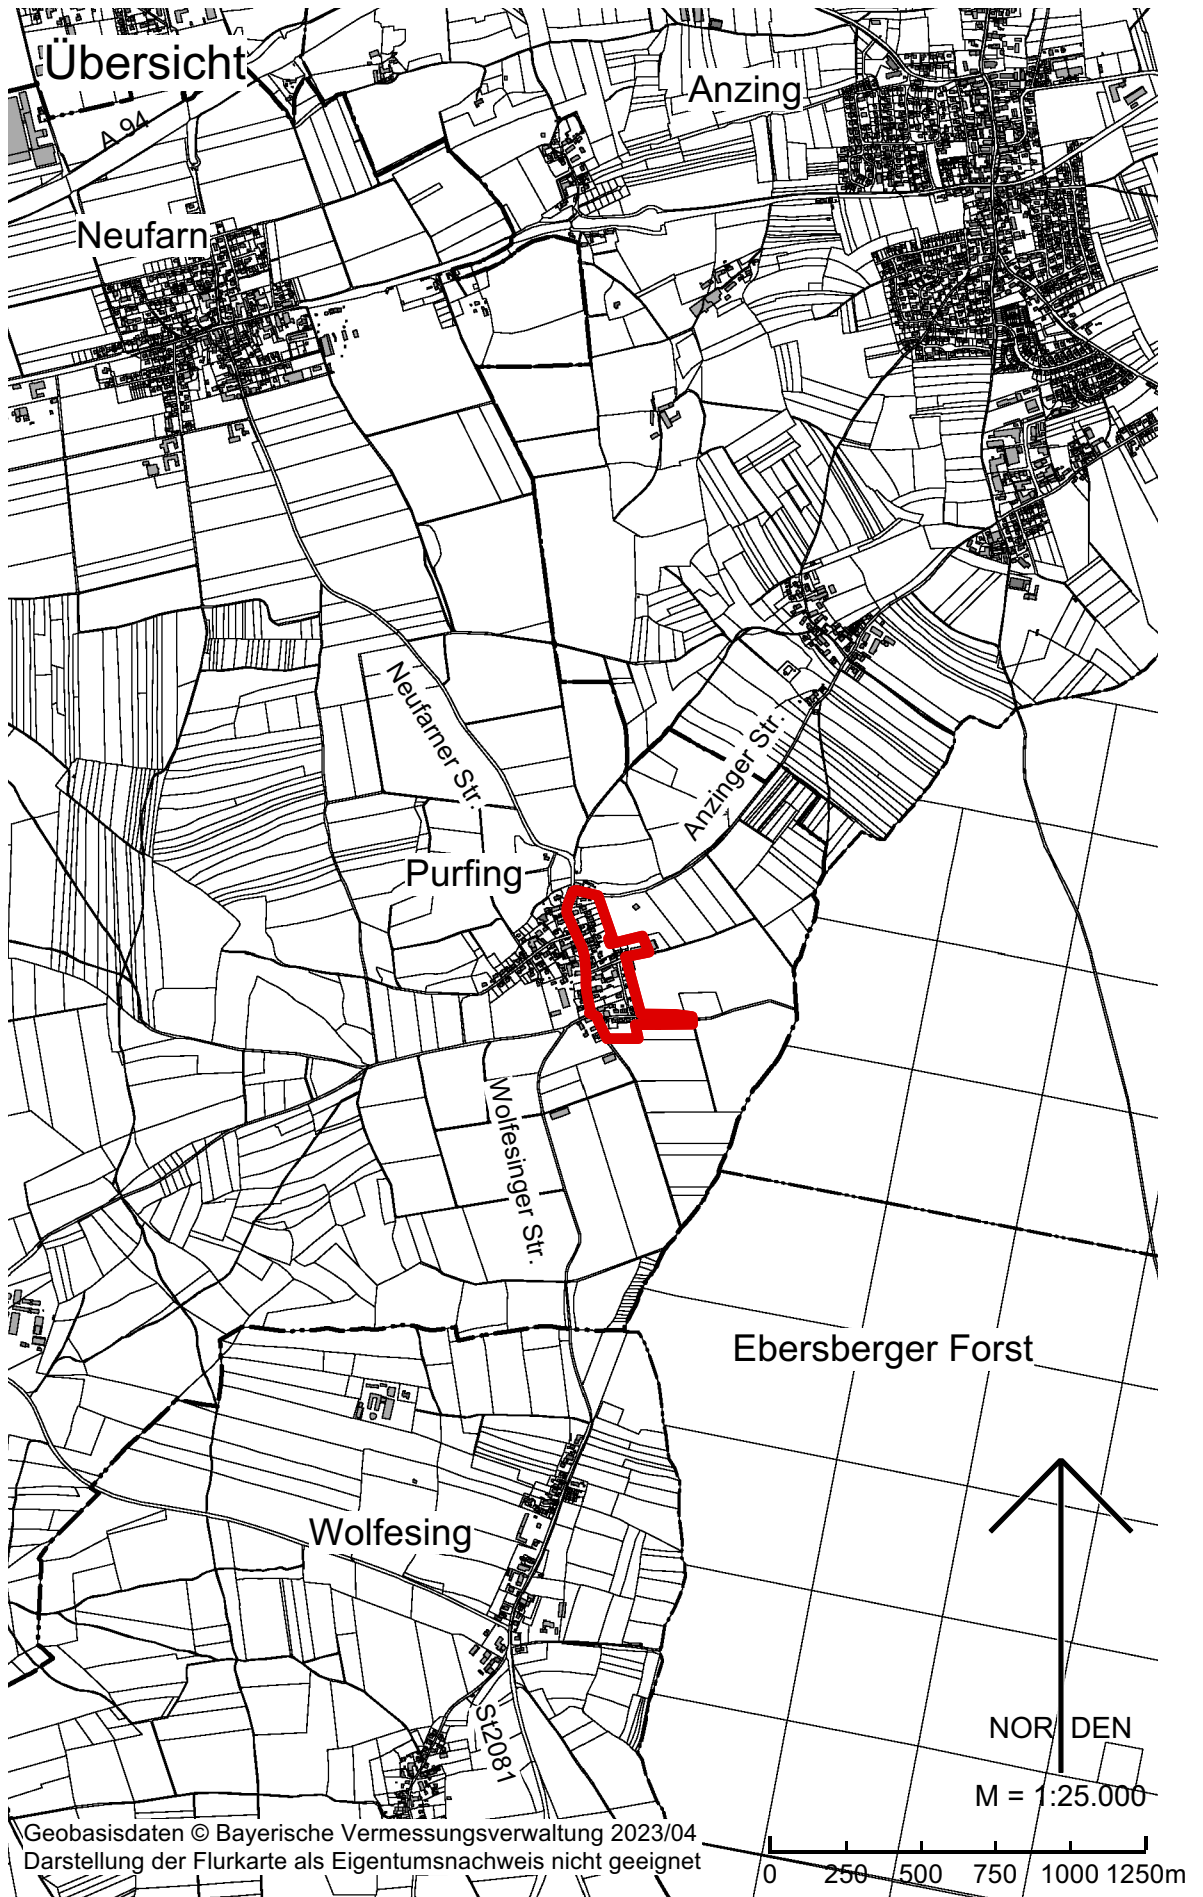 Übersicht
Anzing
A 94
Neufarn
Neufarner Str.
Anzinger Str.
Purfing
Wolfesinger Str.
Ebersberger Forst
Wolfesing
St2081
NORDEN
M = 1:25.000
Geobasisdaten © Bayerische Vermessungsverwaltung 2023/04
Darstellung der Flurkarte als Eigentumsnachweis nicht geeignet
0 250 500 750 1000 1250m